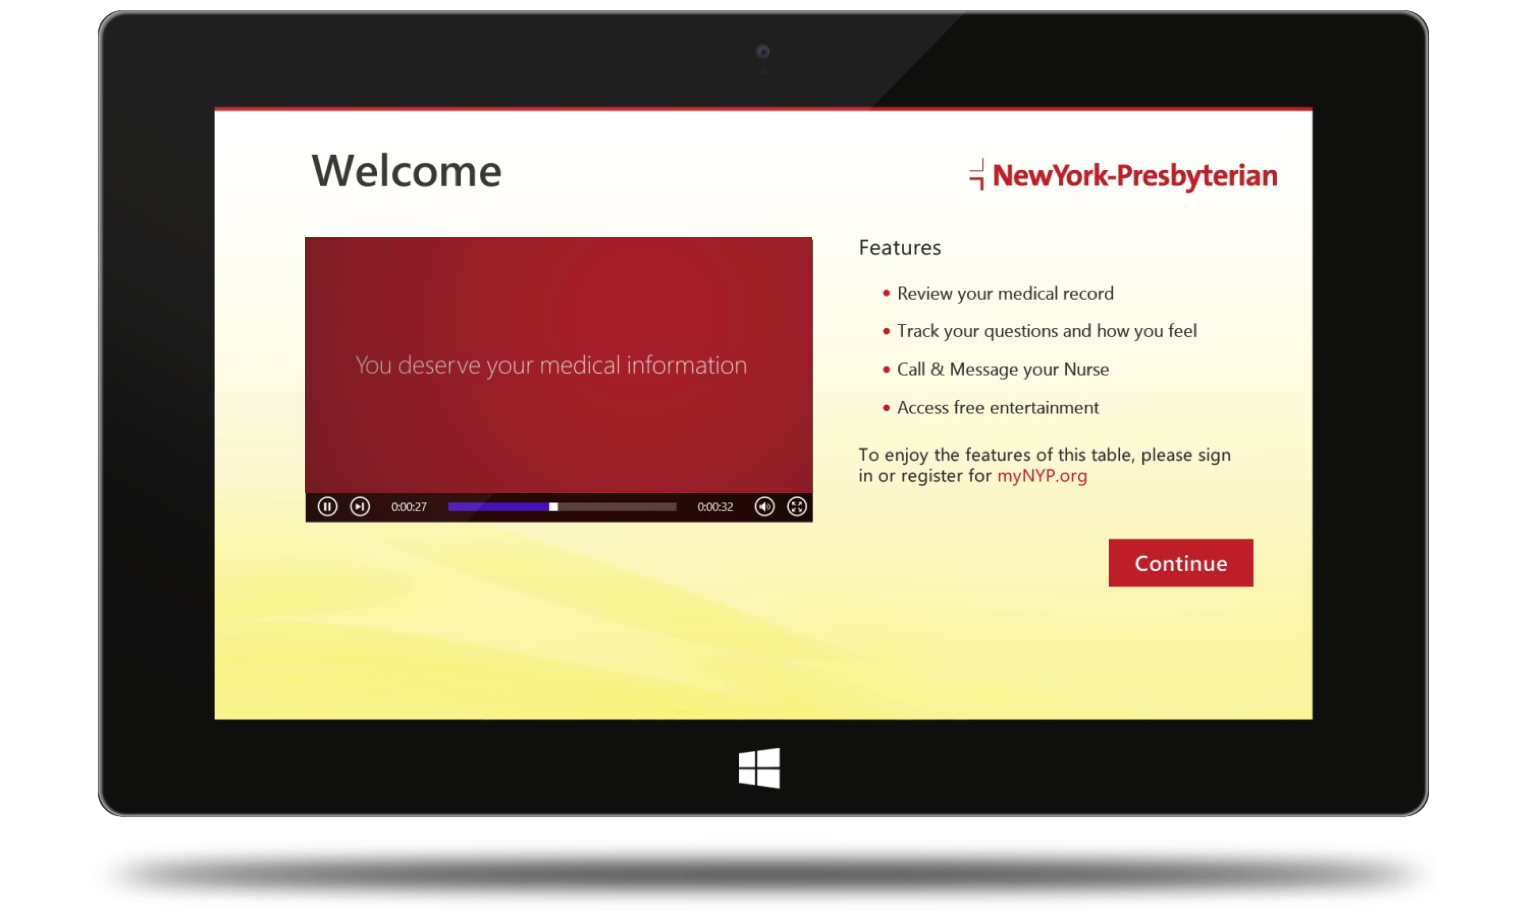 Welcome
NewYork-Presbyterian
You deserve your medical information
0:00:27
0:00:32
Features
• Review your medical record
• Track your questions and how you feel
• Call & Message your Nurse
• Access free entertainment
To enjoy the features of this table, please sign
in or register for myNYP.org
Continue